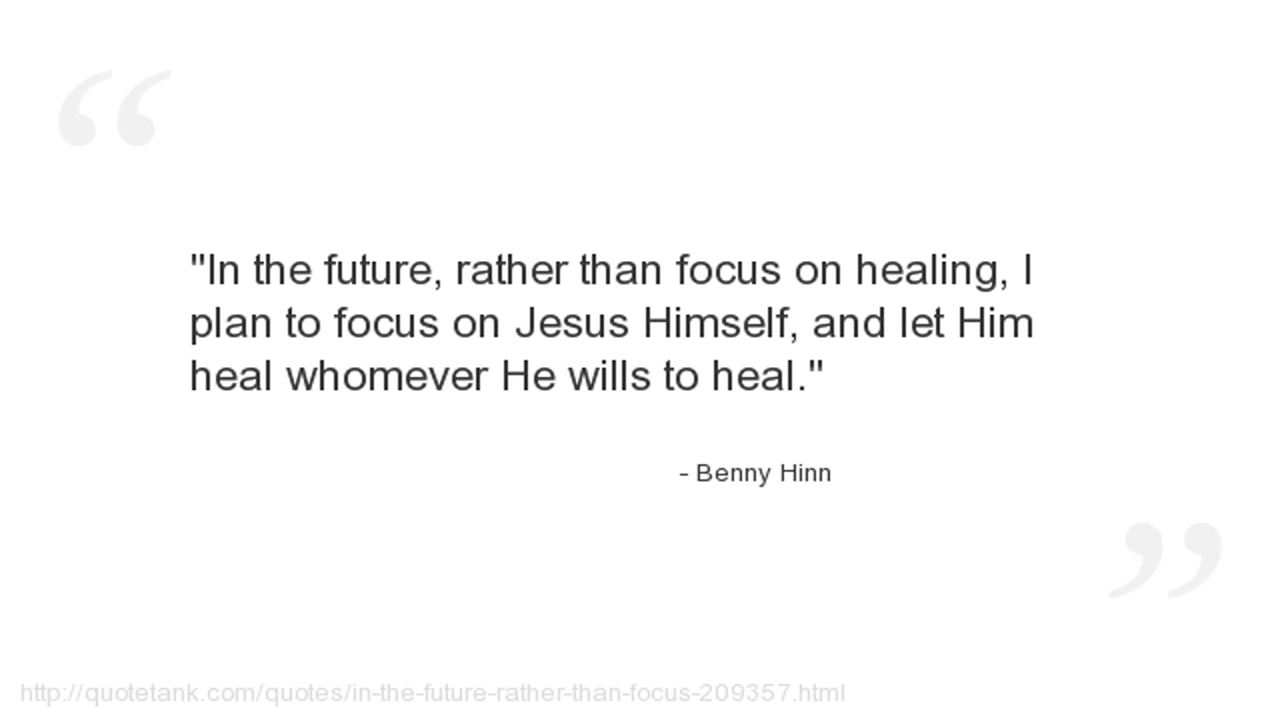 "In the future, rather than focus on healing, I
plan to focus on Jesus Himself, and let Him
heal whomever He wills to heal."
- Benny Hinn
http://quotetank.com/quotes/in-the-future-rather-than-focus-209357.html